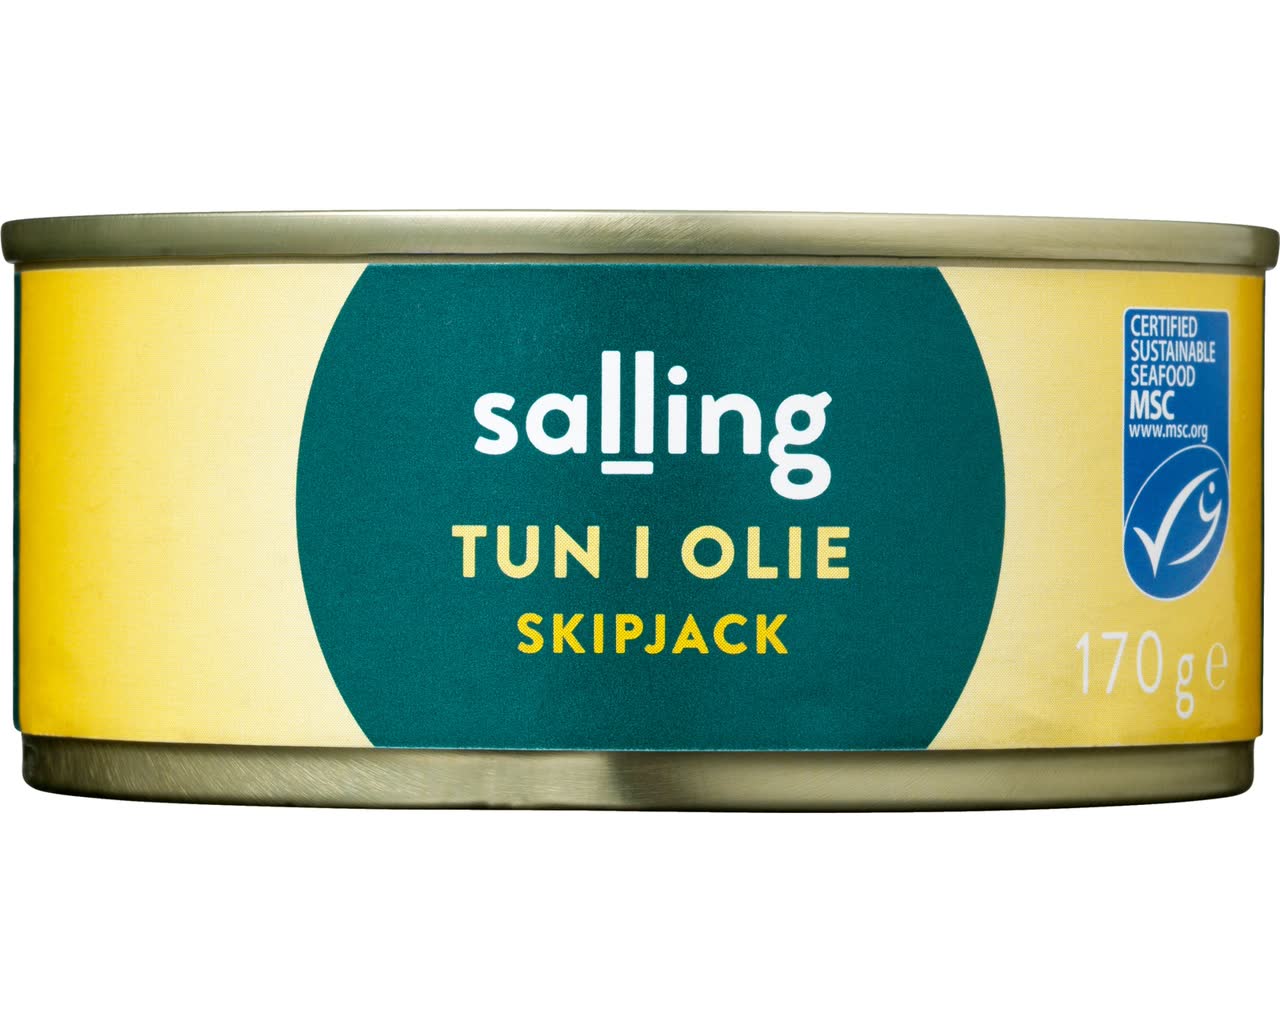 salling
TUN I OLIE
SKIPJACK
CERTIFIED
SUSTAINABLE
SEAFOOD
MSC
www.msc.org
170 g e